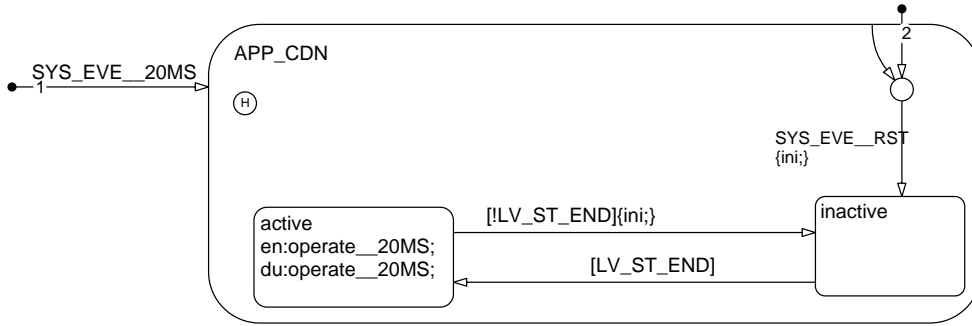 2
APP_CDN
SYS_EVE__20MS
1
H
SYS_EVE__RST
{ini;}
active
en:operate__20MS;
du:operate__20MS;
[!LV_ST_END]{ini;}
inactive
[LV_ST_END]